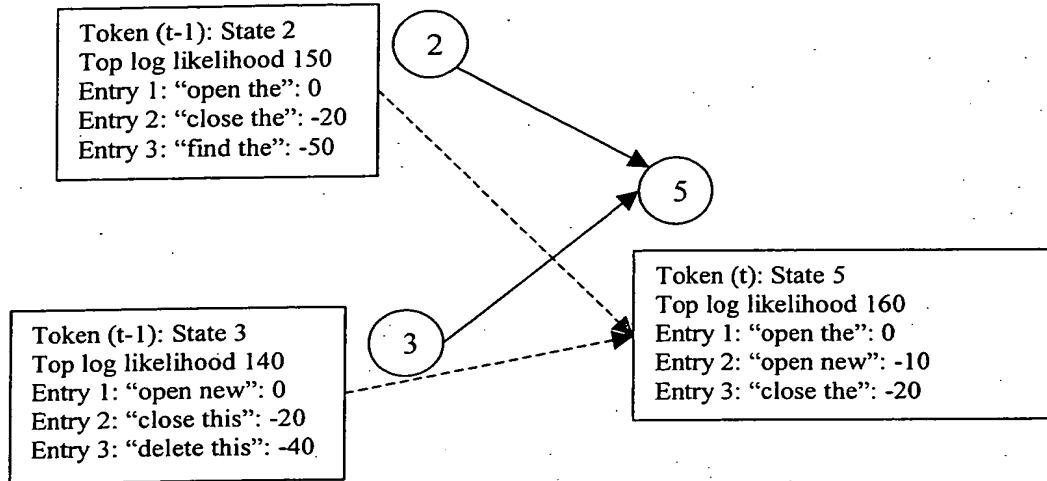 Token (t-1): State 2
Top log likelihood 150
Entry 1: “open the”: 0
Entry 2: “close the”: -20
Entry 3: “find the”: -50
2
5
Token (t): State 5
Top log likelihood 160
Entry 1: “open the”: 0
Entry 2: “open new”: -10
Entry 3: “close the”: -20
3
Token (t-1): State 3
Top log likelihood 140
Entry 1: “open new”: 0
Entry 2: “close this”: -20
Entry 3: “delete this”: -40